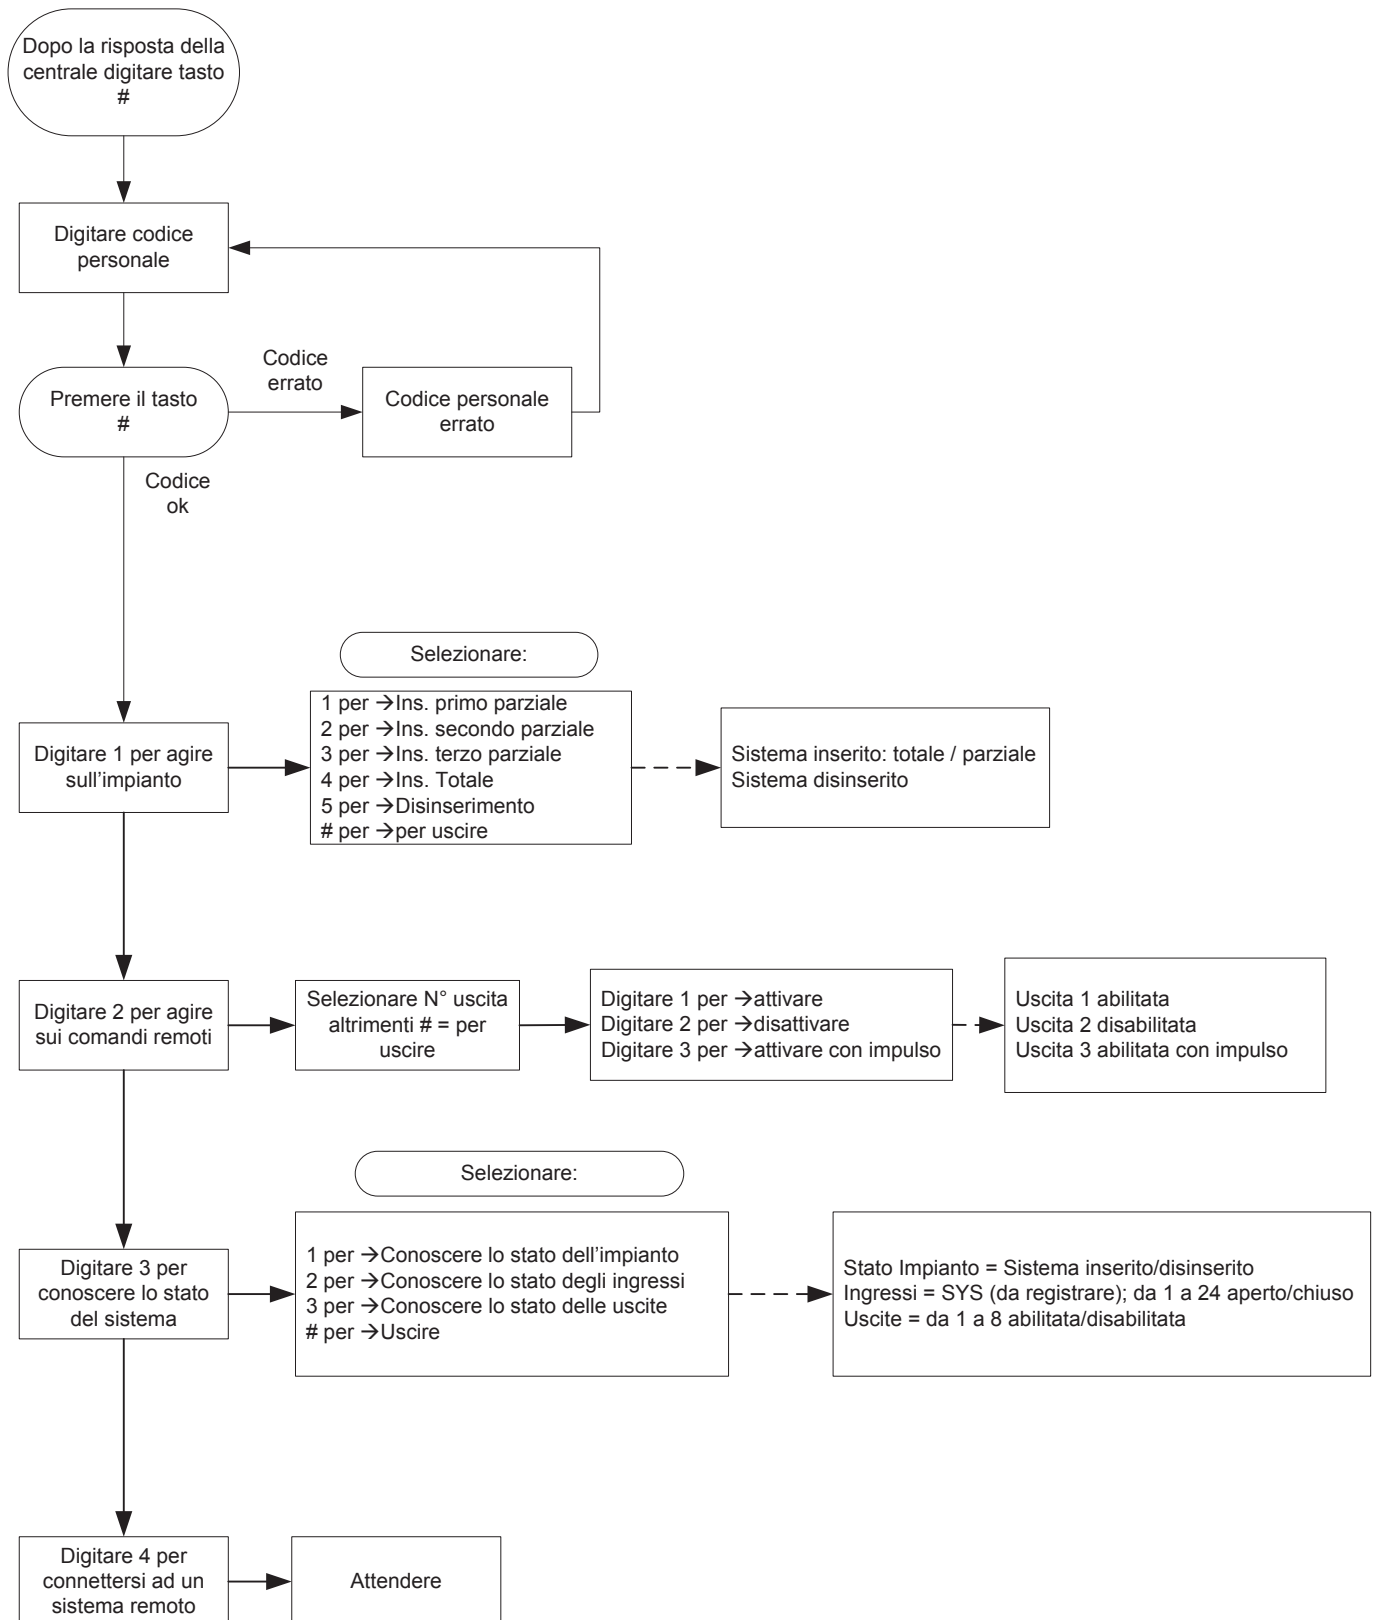 Dopo la risposta della
centrale digitare tasto
#
Digitare codice
personale
Premere il tasto
#
Codice
errato
Codice personale
errato
Codice
ok
Selezionare:
1 per →Ins. primo parziale
2 per →Ins. secondo parziale
3 per →Ins. terzo parziale
4 per →Ins. Totale
5 per →Disinserimento
# per →per uscire
Digitare 1 per agire
sull’impianto
Sistema inserito: totale / parziale
Sistema disinserito
Digitare 2 per agire
sui comandi remoti
Selezionare N° uscita
altrimenti # = per
uscire
Digitare 1 per →attivare
Digitare 2 per →disattivare
Digitare 3 per →attivare con impulso
Uscita 1 abilitata
Uscita 2 disabilitata
Uscita 3 abilitata con impulso
Selezionare:
Digitare 3 per
conoscere lo stato
del sistema
1 per →Conoscere lo stato dell’impianto
2 per →Conoscere lo stato degli ingressi
3 per →Conoscere lo stato delle uscite
# per →Uscire
Stato Impianto = Sistema inserito/disinserito
Ingressi = SYS (da registrare); da 1 a 24 aperto/chiuso
Uscite = da 1 a 8 abilitata/disabilitata
Digitare 4 per
connettersi ad un
sistema remoto
Attendere